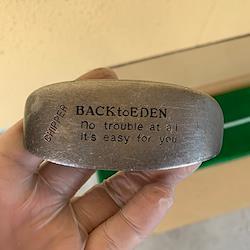 CHIPPER
BACKtoEDEN
No trouble at all
it's easy for you